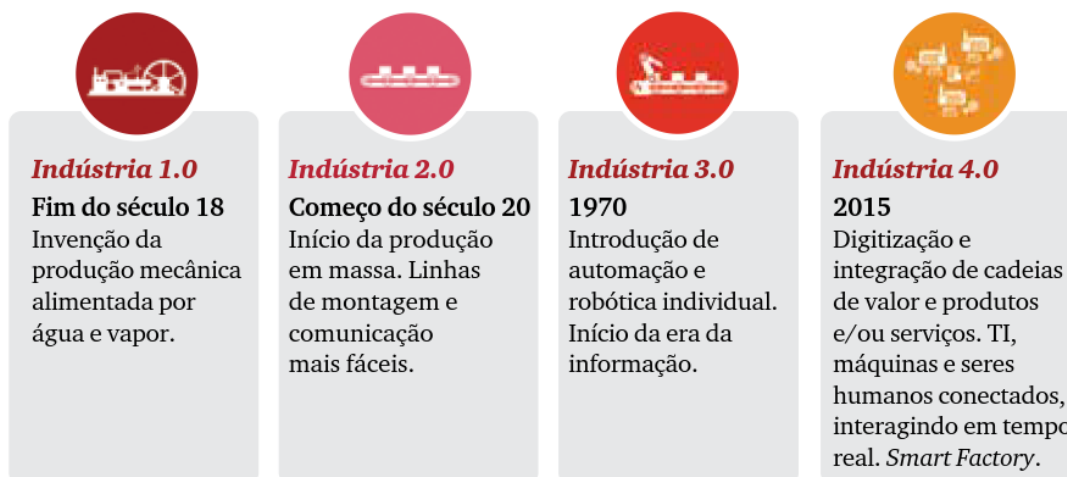 Indústria 1.0
Fim do século 18
Invenção da
produção mecânica
alimentada por
água e vapor.
Indústria 2.0
Começo do século 20
Início da produção
em massa. Linhas
de montagem e
comunicação
mais fáceis.
Indústria 3.0
1970
Introdução de
automação e
robótica individual.
Início da era da
informação.
Indústria 4.0
2015
Digitização e
integração de cadeias
de valor e produtos
e/ou serviços. TI,
máquinas e seres
humanos conectados,
interagindo em tempo
real. Smart Factory.